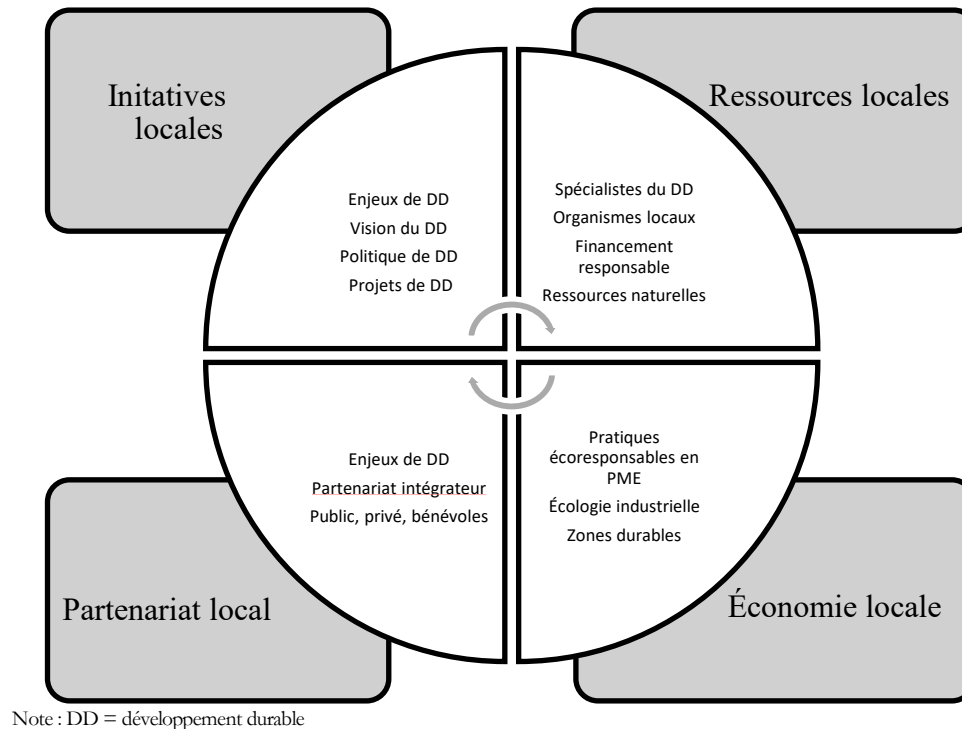 Initatives
locales
Ressources locales
Enjeux de DD
Vision du DD
Politique de DD
Projets de DD
Spécialistes du DD
Organismes locaux
Financement
responsable
Ressources naturelles
Enjeux de DD
Partenariat intégrateur
Public, privé, bénévoles
Pratiques
écoresponsables en
PME
Écologie industrielle
Zones durables
Partenariat local
Économie locale
Note : DD = développement durable